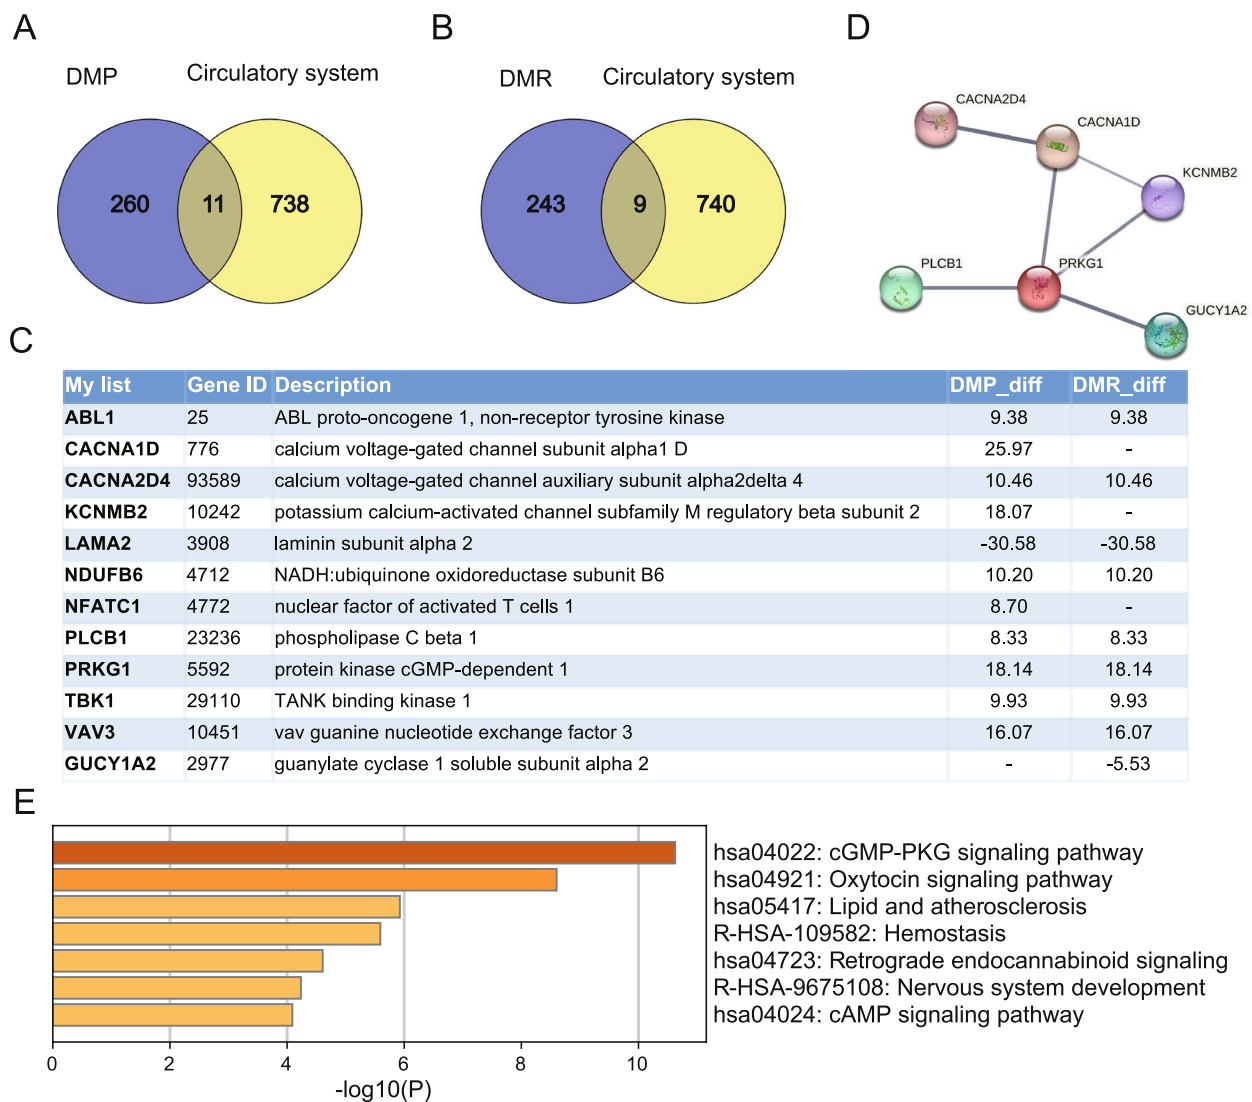 A
B
D
DMP
Circulatory system
DMR
Circulatory system
260
11
738
243
9
740
CACNA2D4
CACNA1D
KCNMB2
PLCB1
PRKG1
GUCY1A2
C
My list Gene ID Description DMP_diff DMR_diff
ABL1 25 ABL proto-oncogene 1, non-receptor tyrosine kinase 9.38 9.38
CACNA1D 776 calcium voltage-gated channel subunit alpha1 D 25.97 -
CACNA2D4 93589 calcium voltage-gated channel auxiliary subunit alpha2delta 4 10.46 10.46
KCNMB2 10242 potassium calcium-activated channel subfamily M regulatory beta subunit 2 18.07 -
LAMA2 3908 laminin subunit alpha 2 -30.58 -30.58
NDUFB6 4712 NADH:ubiquinone oxidoreductase subunit B6 10.20 10.20
NFATC1 4772 nuclear factor of activated T cells 1 8.70 -
PLCB1 23236 phospholipase C beta 1 8.33 8.33
PRKG1 5592 protein kinase cGMP-dependent 1 18.14 18.14
TBK1 29110 TANK binding kinase 1 9.93 9.93
VAV3 10451 vav guanine nucleotide exchange factor 3 16.07 16.07
GUCY1A2 2977 guanylate cyclase 1 soluble subunit alpha 2 - -5.53
E
hsa04022: cGMP-PKG signaling pathway
hsa04921: Oxytocin signaling pathway
hsa05417: Lipid and atherosclerosis
R-HSA-109582: Hemostasis
hsa04723: Retrograde endocannabinoid signaling
R-HSA-9675108: Nervous system development
hsa04024: cAMP signaling pathway
0 2 4 6 8 10
-log10(P)